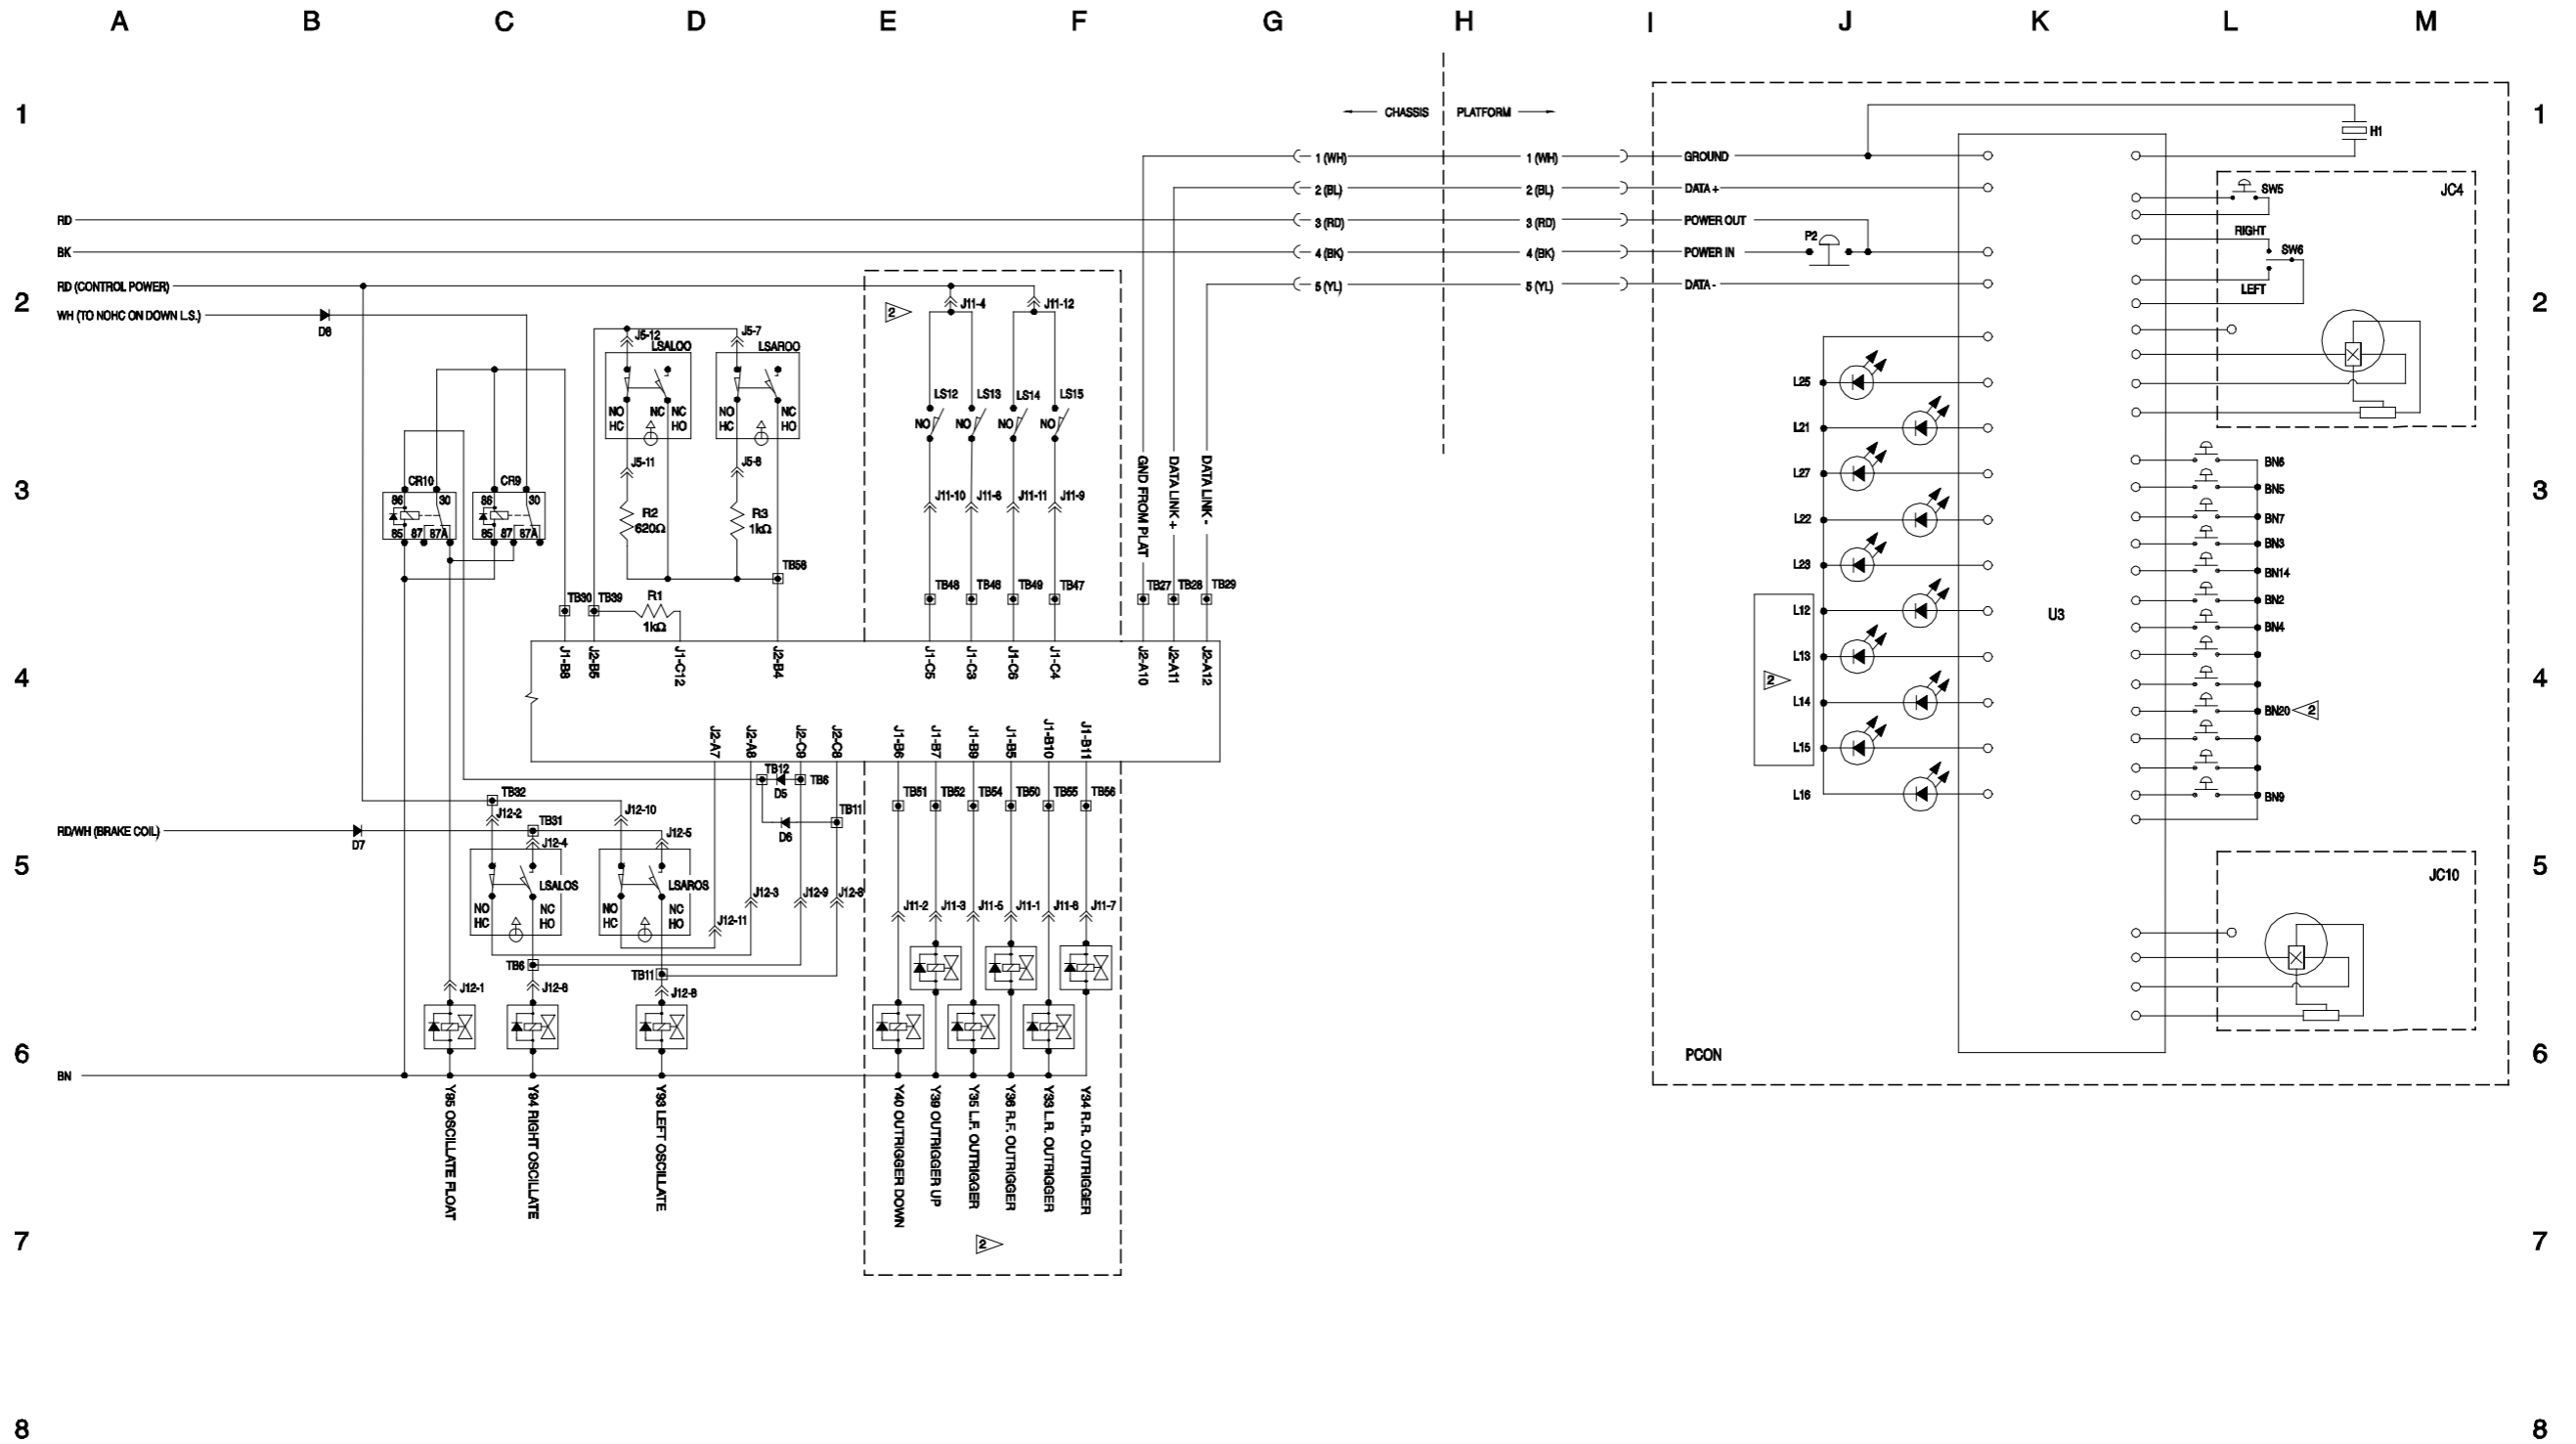 A B C D E F G H I J K L M
1 1
CHASSIS PLATFORM
H1
1 (WH) 1 (WH) GROUND
2 (BL) 2 (BL) DATA +
SW5 JC4
RD
3 (RD) 3 (RD) POWER OUT
RIGHT
P2
SW6
BK
4 (BK) 4 (BK) POWER IN
RD (CONTROL POWER)
5 (YL) 5 (YL) DATA -
LEFT
2 2
J11-4 J11-12
2
WH (TO NOHC ON DOWN L.S.)
D8
J5-12 J5-7
LSALOO LSAROO
L25
LS12 LS13 LS14 LS15
NO NC NC NO NC
HC HO HC HO
NO NO NO NO
L21
GND FROM PLAT
DATA LINK +
DATA LINK -
J5-11 J5-8
BN6
L27
3 3
CR10 CR9
86 30 86 30
BN5
J11-10 J11-8 J11-11 J11-9
R2 R3
620Ω 1kΩ
L22
BN7
85 87 87A 85 87 87A
BN3
L23
TB58
BN14
TB48 TB46 TB49 TB47
TB27 TB28 TB29
TB30 TB39 R1
1kΩ
BN2
L12
U3
BN4
J1-B8 J2-B5 J1-C12 J2-B4 J1-C5 J1-C3 J1-C6 J1-C4 J2-A10 J2-A11 J2-A12
L13
4 4
2
L14
BN20 2
J2-A7 J2-A8 J2-C9 J2-C8 J1-B6 J1-B7 J1-B9 J1-B5 J1-B10 J1-B11
L15
TB12 TB6
D5
TB32
TB51 TB52 TB54 TB50 TB55 TB56
L16
BN9
J12-2 J12-10
TB11
RD/WH (BRAKE COIL)
D7
TB31
J12-4 J12-5
D6
5 5
LSALOS LSAROS
JC10
J12-3 J12-9 J12-8
NO NC NO NC
HC HO HC HO
J12-11
J11-2 J11-3 J11-5 J11-1 J11-6 J11-7
TB6 TB11
J12-1 J12-6 J12-8
6 6
PCON
BN
Y95 OSCILLATE FLOAT
Y94 RIGHT OSCILLATE
Y93 LEFT OSCILLATE
Y40 OUTRIGGER DOWN
Y39 OUTRIGGER UP
Y35 L.F. OUTRIGGER
Y36 R.F. OUTRIGGER
Y33 L.R. OUTRIGGER
Y34 R.R. OUTRIGGER
7 7
2
8 8